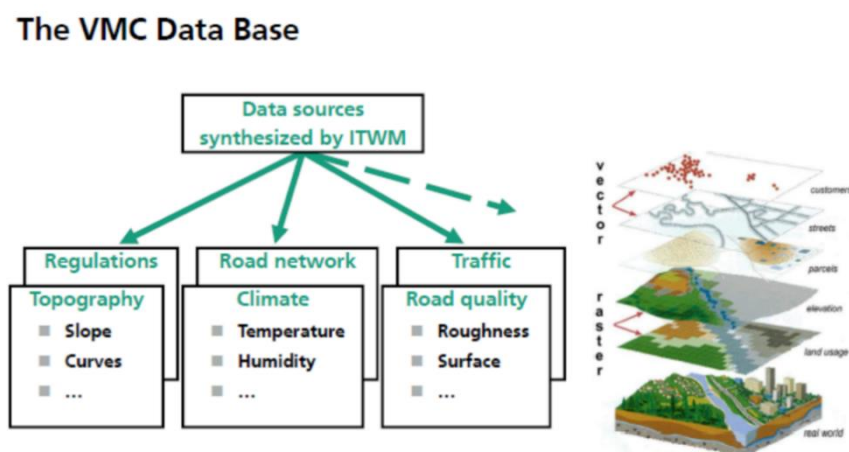 The VMC Data Base
Data sources
synthesized by ITWM
Regulations
Road network
Traffic
Topography
Slope
Curves
...
Climate
Temperature
Humidity
...
Road quality
Roughness
Surface
...
vector
raster
customers
streets
parcels
elevation
land usage
real world